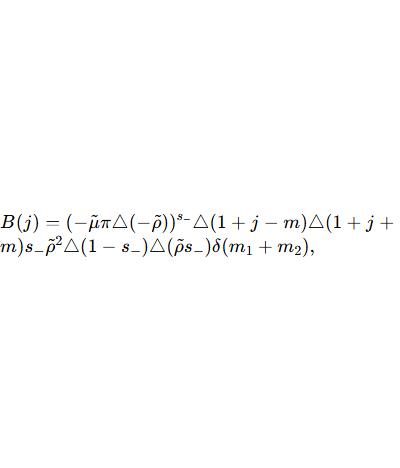 B(j) = (−μ̃π△(−ρ̃))^{s₋}△(1 + j − m)△(1 + j +
m)s₋ρ̃²△(1 − s₋)△(ρ̃s₋)δ(m₁ + m₂),